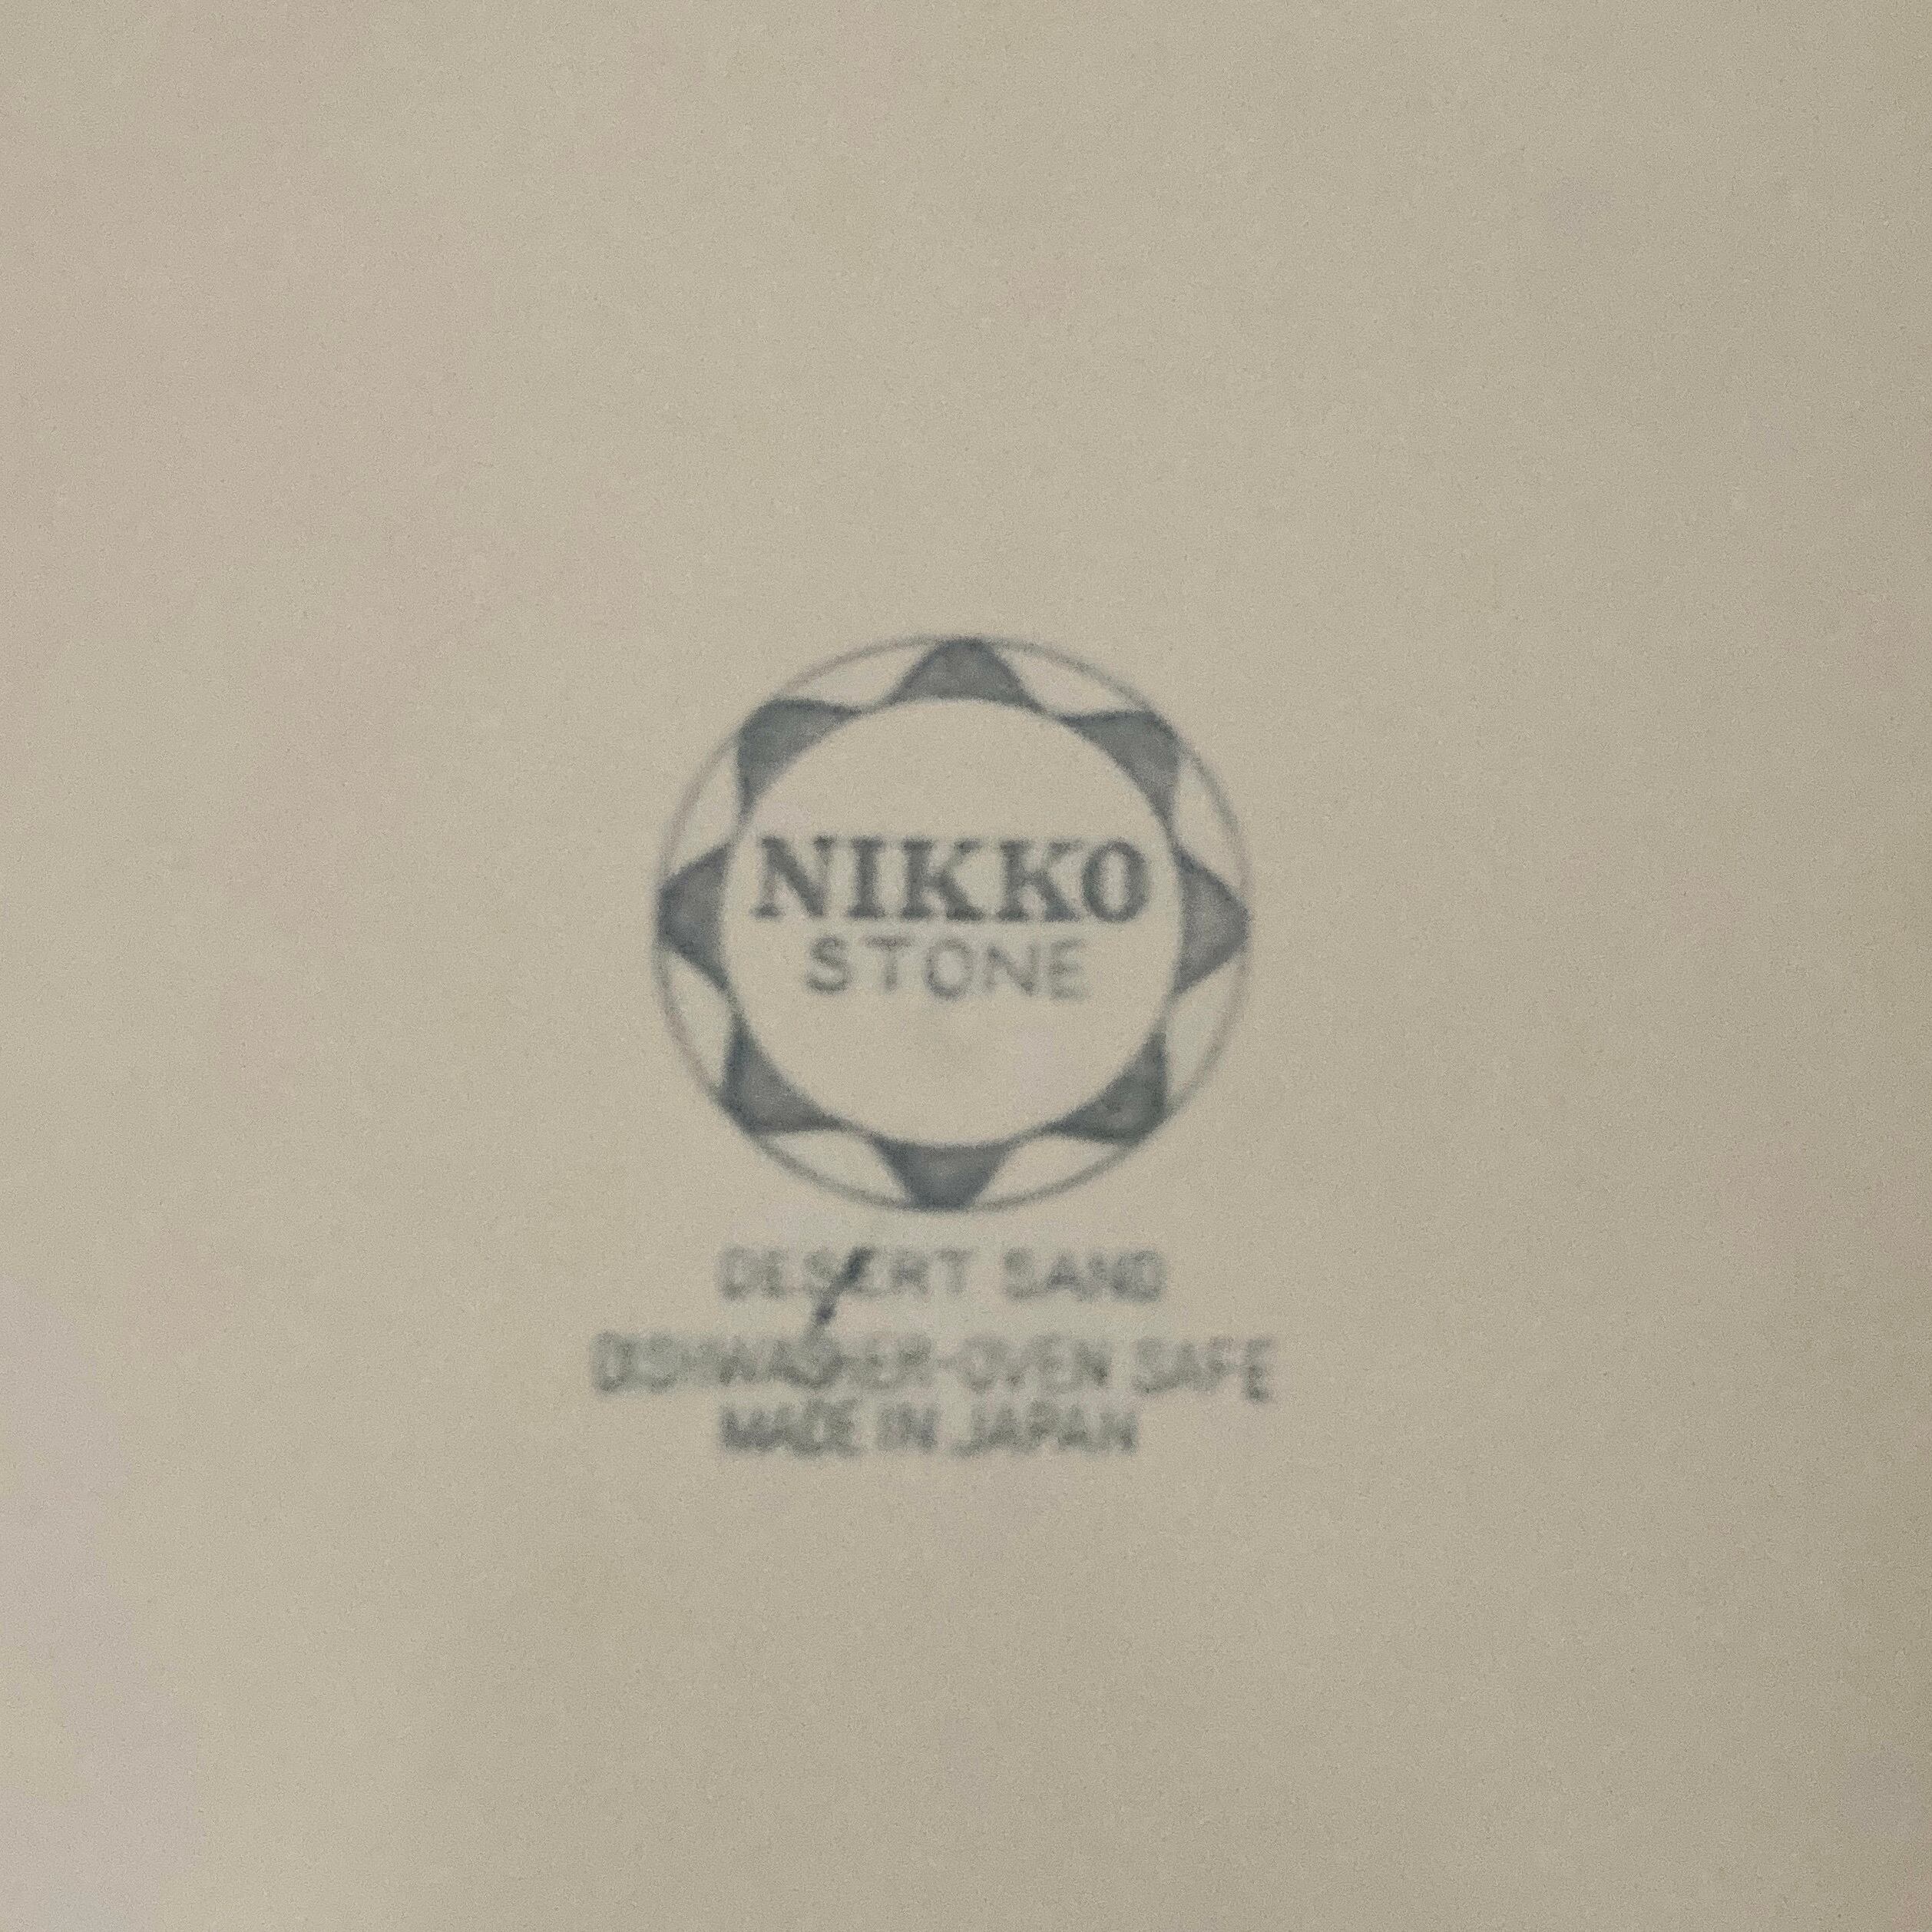 NIKKO
STONE
DESERT SAND
DISHWASHER-OVEN SAFE
MADE IN JAPAN